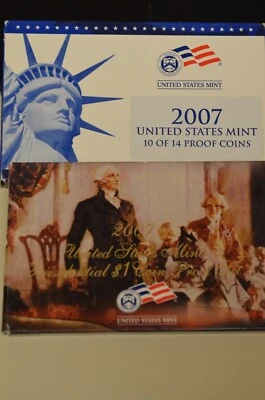 UNITED STATES MINT
2007
UNITED STATES MINT
10 OF 14 PROOF COINS
2007
United States Mint
Presidential $1 Coin Proof Set
UNITED STATES MINT